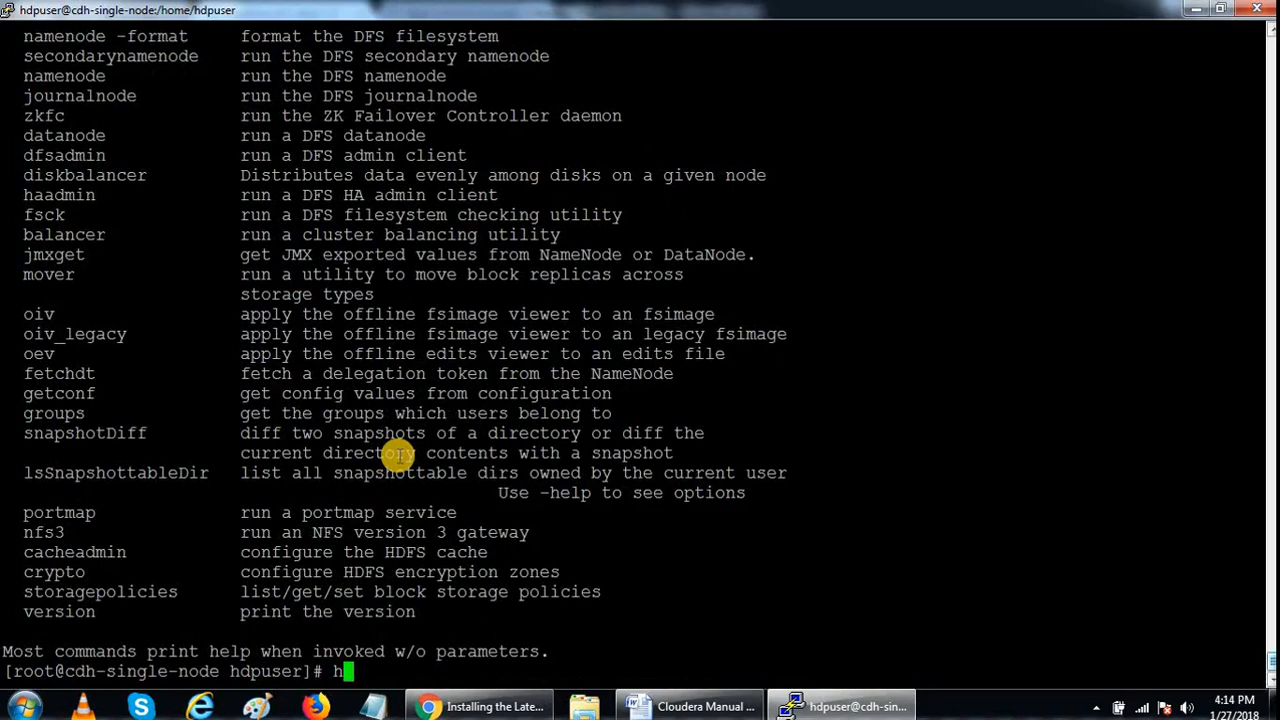 hdpuser@cdh-single-node:/home/hdpuser
namenode -format format the DFS filesystem
secondarynamenode run the DFS secondary namenode
namenode run the DFS namenode
journalnode run the DFS journalnode
zkfc run the ZK Failover Controller daemon
datanode run a DFS datanode
dfsadmin run a DFS admin client
diskbalancer Distributes data evenly among disks on a given node
haadmin run a DFS HA admin client
fsck run a DFS filesystem checking utility
balancer run a cluster balancing utility
jmxget get JMX exported values from NameNode or DataNode.
mover run a utility to move block replicas across
storage types
oiv apply the offline fsimage viewer to an fsimage
oiv_legacy apply the offline fsimage viewer to an legacy fsimage
oev apply the offline edits viewer to an edits file
fetchdt fetch a delegation token from the NameNode
getconf get config values from configuration
groups get the groups which users belong to
snapshotDiff diff two snapshots of a directory or diff the
current directory contents with a snapshot
lsSnapshottableDir list all snapshottable dirs owned by the current user
Use -help to see options
portmap run a portmap service
nfs3 run an NFS version 3 gateway
cacheadmin configure the HDFS cache
crypto configure HDFS encryption zones
storagepolicies list/get/set block storage policies
version print the version
Most commands print help when invoked w/o parameters.
[root@cdh-single-node hdpuser]# h
Installing the Late... Cloudera Manual ... hdpuser@cdh-sin... 4:14 PM
1/27/2018